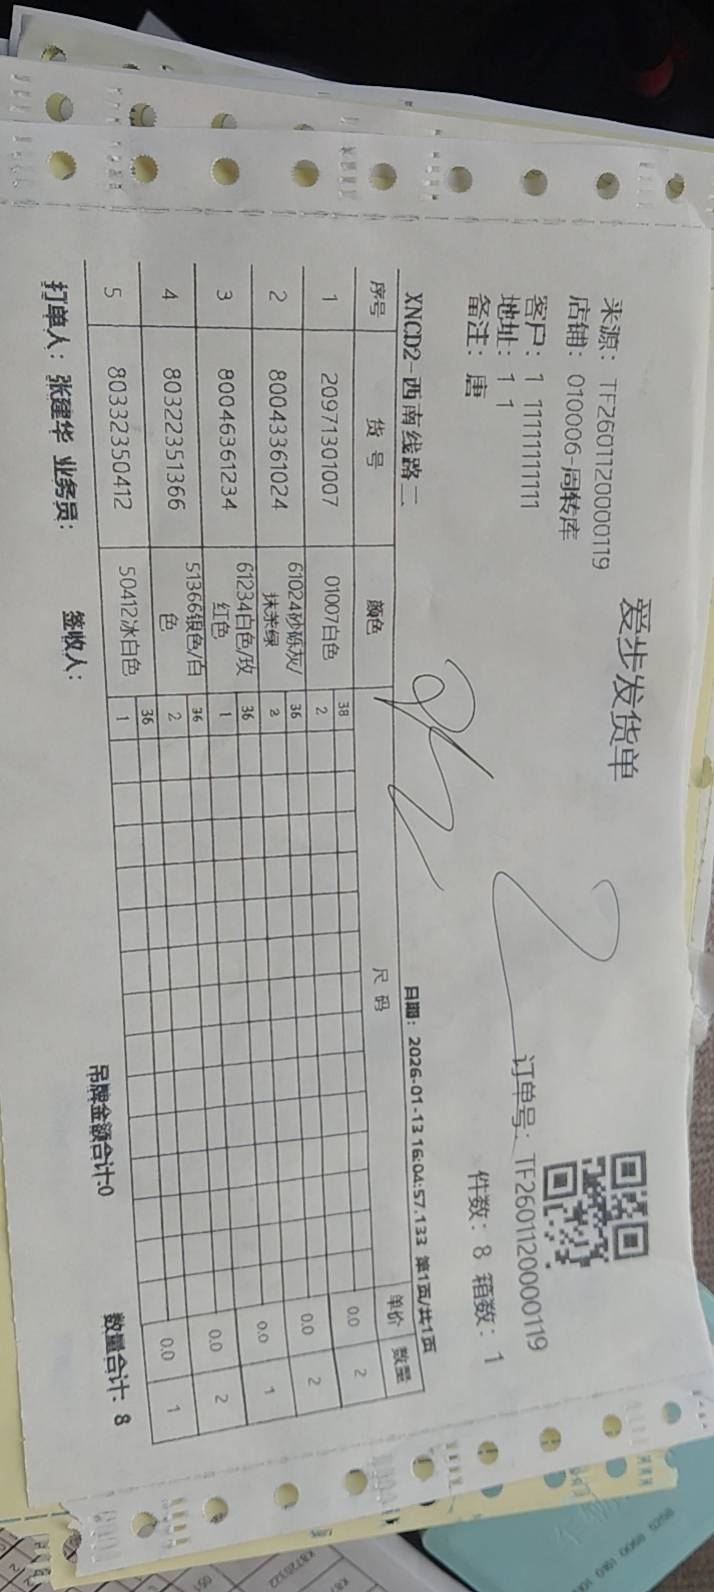 爱步发货单
来源：TF2601120000119
店铺：010006-周转库
订单号：TF2601120000119
客户：1 11111111111
件数：8 箱数：1
地址：1 1
备注：唐
XNCD2-西南线路二 日期：2026-01-13 16:04:57.133 第1页/共1页
序号 货号 颜色 尺码 单价 数量
1 20971301007 01007白色 38 2 0.0 2
2 80043361024 61024砂砾灰/抹茶绿 36 2 0.0 2
3 80046361234 61234白色/玫红色 36 1 0.0 1
4 80322351366 51366银色/白色 36 2 0.0 2
5 80332350412 50412冰白色 36 1 0.0 1
打单人：张建华 业务员： 签收人： 吊牌金额合计:0 数量合计: 8